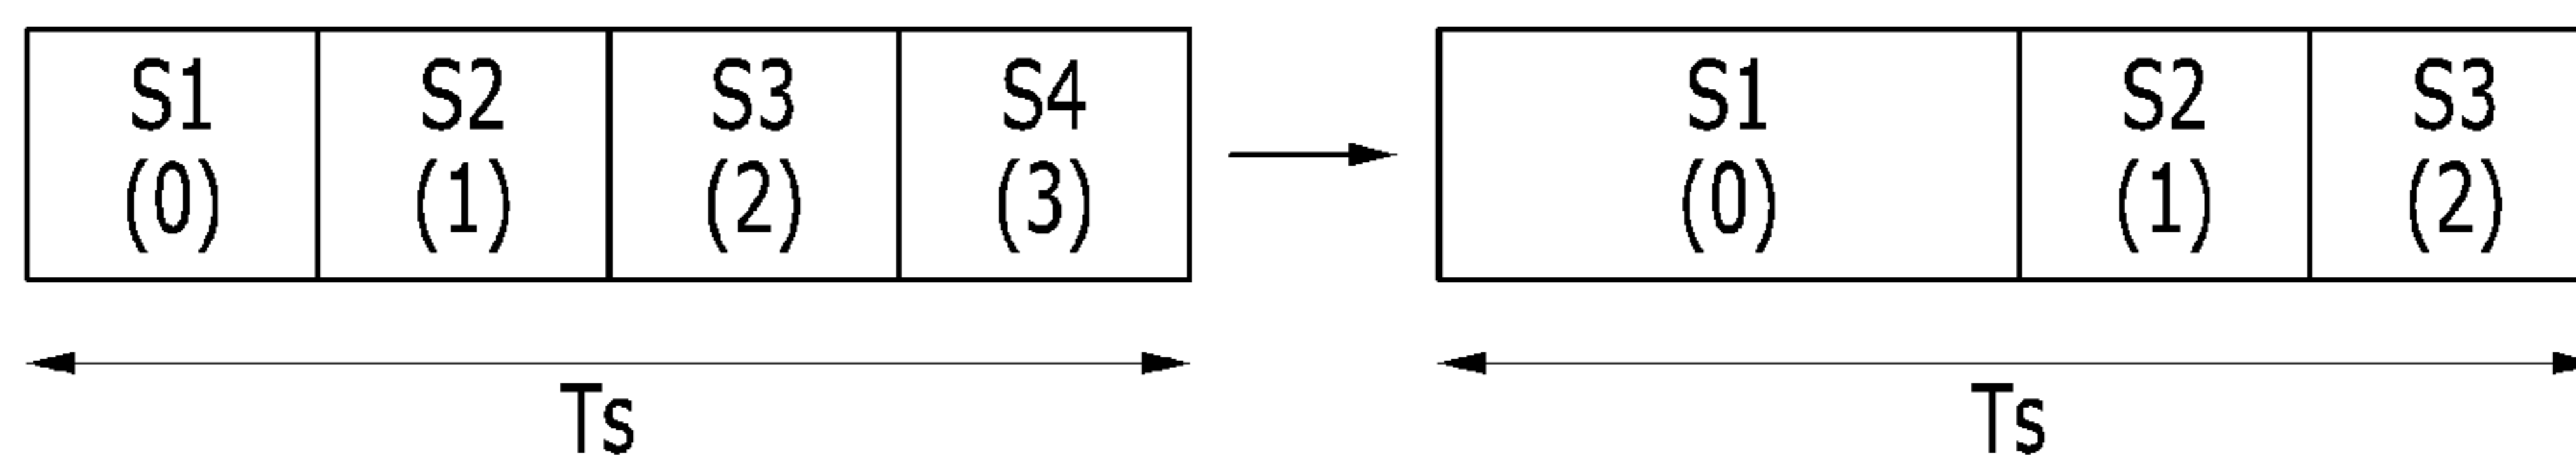 S1 S2 S3 S4 S1 S2 S3
(0) (1) (2) (3) (0) (1) (2)
Ts Ts